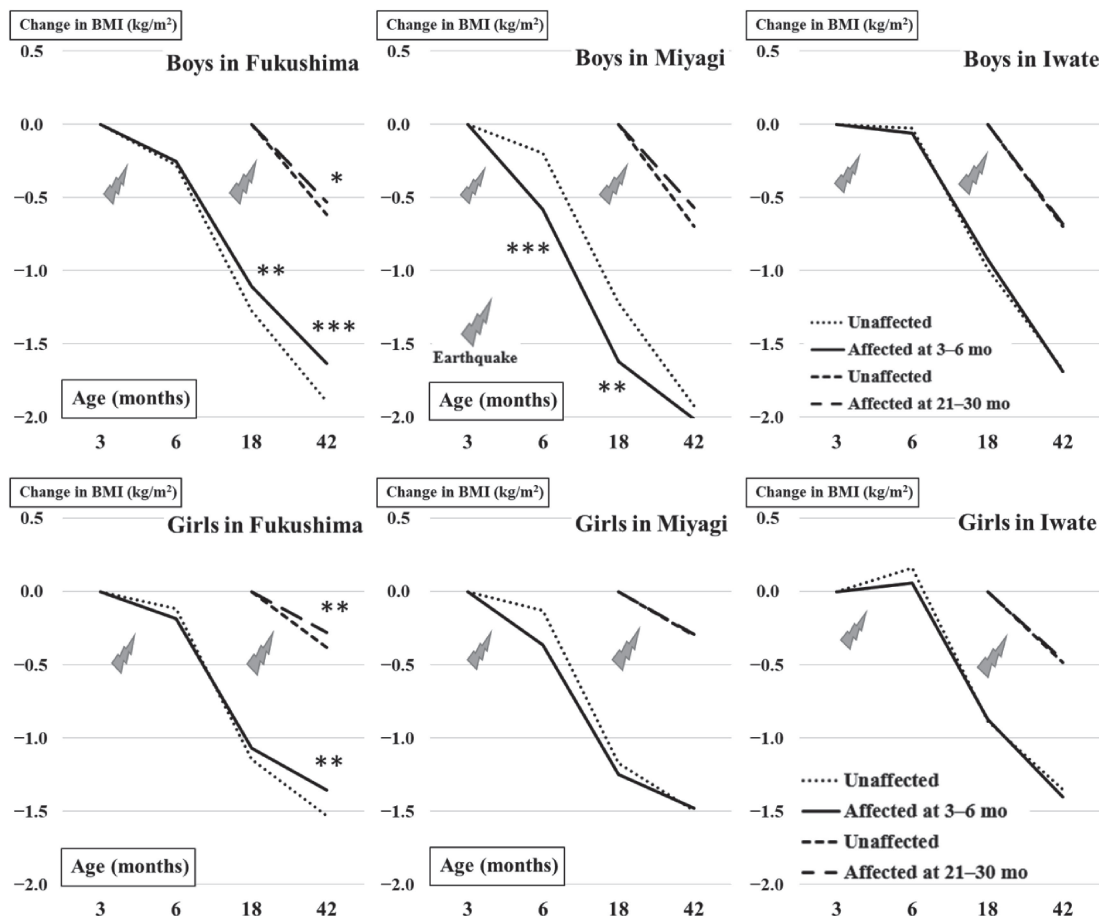 Change in BMI (kg/m²)
Boys in Fukushima
0.5
0.0
−0.5
−1.0
−1.5
−2.0
*
**
***
Age (months)
3 6 18 42
Change in BMI (kg/m²)
Boys in Miyagi
0.5
0.0
−0.5
−1.0
−1.5
−2.0
***
Earthquake
**
Age (months)
3 6 18 42
Change in BMI (kg/m²)
Boys in Iwate
0.5
0.0
−0.5
−1.0
−1.5
−2.0
Unaffected
Affected at 3–6 mo
Unaffected
Affected at 21–30 mo
3 6 18 42
Change in BMI (kg/m²)
Girls in Fukushima
0.5
0.0
−0.5
−1.0
−1.5
−2.0
**
**
Age (months)
3 6 18 42
Change in BMI (kg/m²)
Girls in Miyagi
0.5
0.0
−0.5
−1.0
−1.5
−2.0
Age (months)
3 6 18 42
Change in BMI (kg/m²)
Girls in Iwate
0.5
0.0
−0.5
−1.0
−1.5
−2.0
Unaffected
Affected at 3–6 mo
Unaffected
Affected at 21–30 mo
3 6 18 42